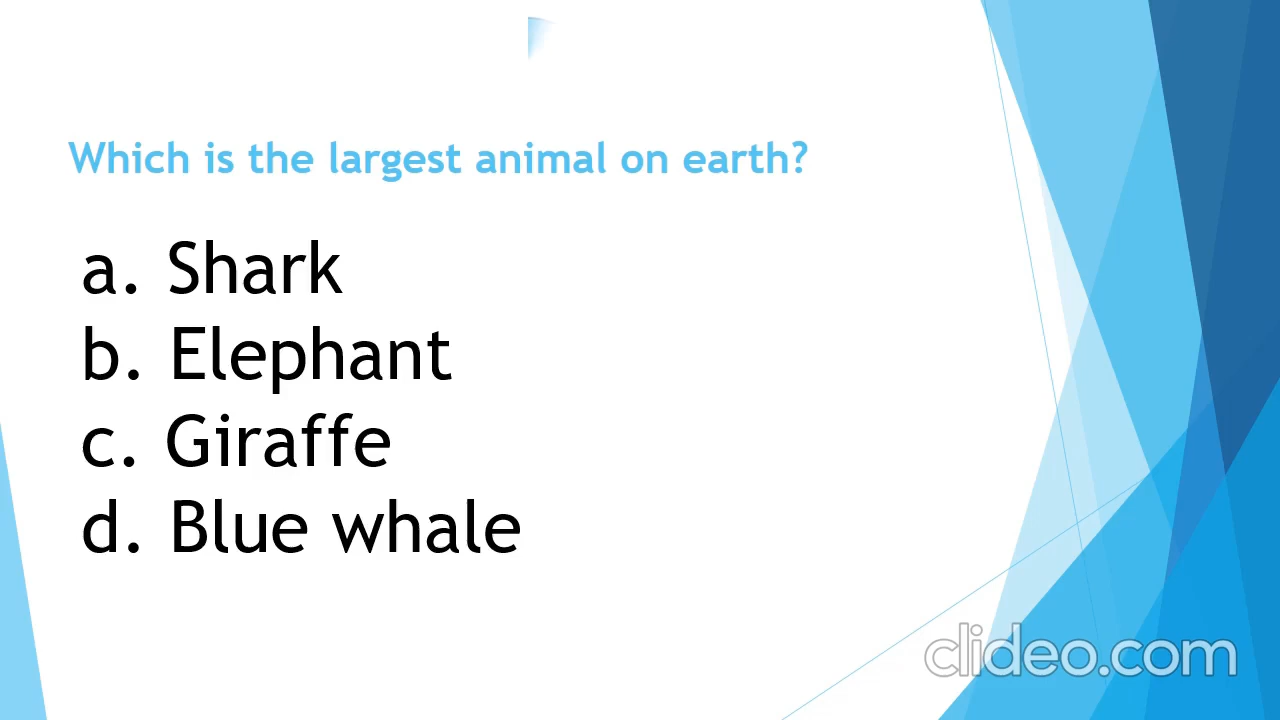 Which is the largest animal on earth?
a. Shark
b. Elephant
c. Giraffe
d. Blue whale
clideo.com